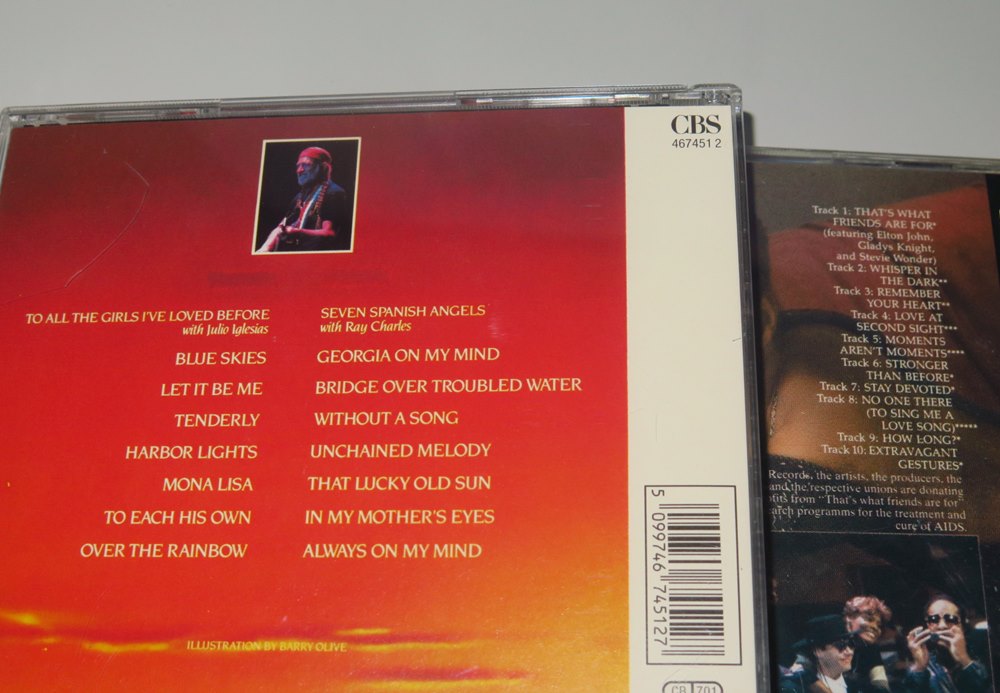 CBS
467451 2
TO ALL THE GIRLS I'VE LOVED BEFORE
with Julio Iglesias
BLUE SKIES
LET IT BE ME
TENDERLY
HARBOR LIGHTS
MONA LISA
TO EACH HIS OWN
OVER THE RAINBOW
SEVEN SPANISH ANGELS
with Ray Charles
GEORGIA ON MY MIND
BRIDGE OVER TROUBLED WATER
WITHOUT A SONG
UNCHAINED MELODY
THAT LUCKY OLD SUN
IN MY MOTHER'S EYES
ALWAYS ON MY MIND
ILLUSTRATION BY BARRY OLIVE
5 099746 745127
CB 701
Track 1: THAT'S WHAT
FRIENDS ARE FOR*
(featuring Elton John,
Gladys Knight,
and Stevie Wonder)
Track 2: WHISPER IN
THE DARK**
Track 3: REMEMBER
YOUR HEART**
Track 4: LOVE AT
SECOND SIGHT***
Track 5: MOMENTS
AREN'T MOMENTS****
Track 6: STRONGER
THAN BEFORE*
Track 7: STAY DEVOTED*
Track 8: NO ONE THERE
(TO SING ME A
LOVE SONG)*****
Track 9: HOW LONG?*
Track 10: EXTRAVAGANT
GESTURES*
Records, the artists, the producers, the
and the respective unions are donating
fits from "That's what friends are for"
arch programms for the treatment and
cure of AIDS.